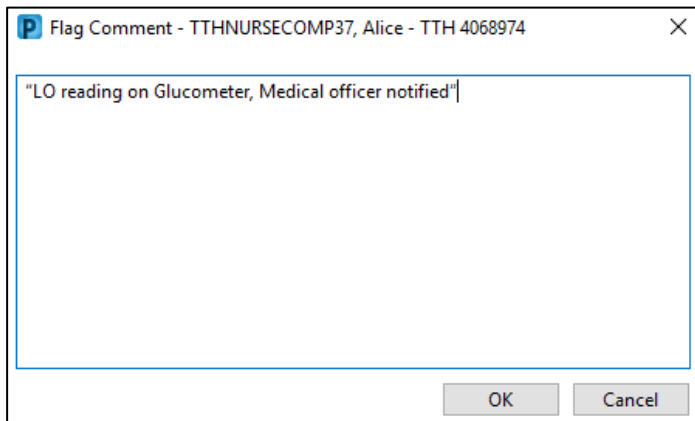 P Flag Comment - TTHNURSECOMP37, Alice - TTH 4068974
"LO reading on Glucometer, Medical officer notified"
OK Cancel